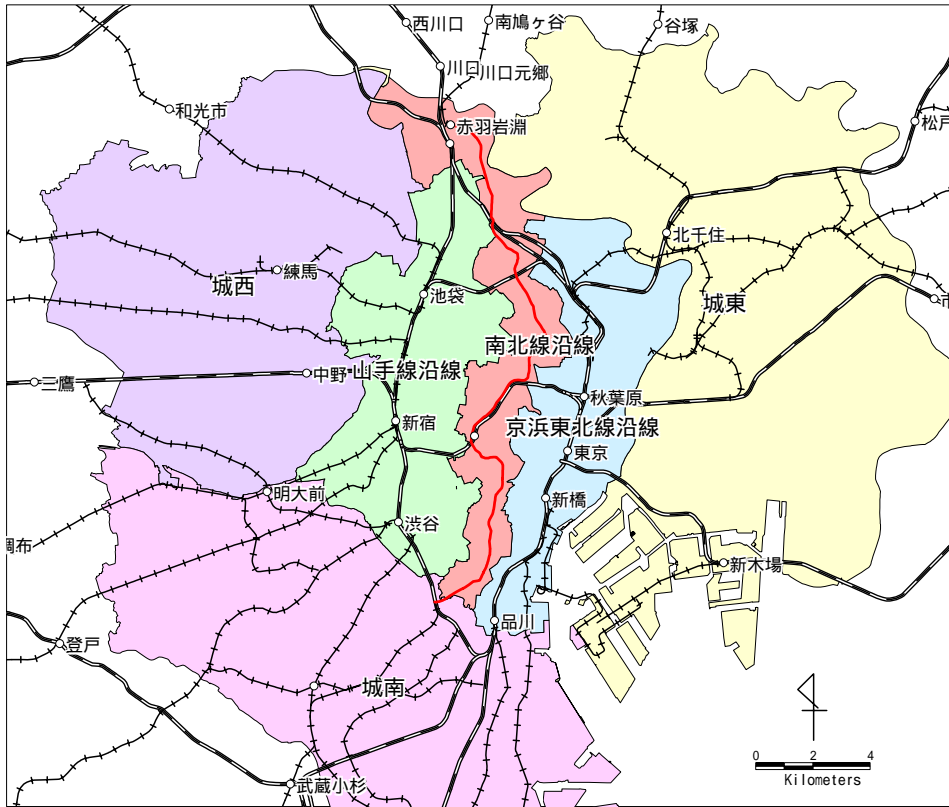 西川口
南鳩ヶ谷
谷塚
川口
川口元郷
和光市
赤羽岩淵
松戸
北千住
練馬
城西
池袋
城東
市
南北線沿線
三鷹
中野
山手線沿線
秋葉原
新宿
京浜東北線沿線
東京
明大前
新橋
調布
渋谷
新木場
品川
登戸
城南
武蔵小杉
0 2 4
Kilometers